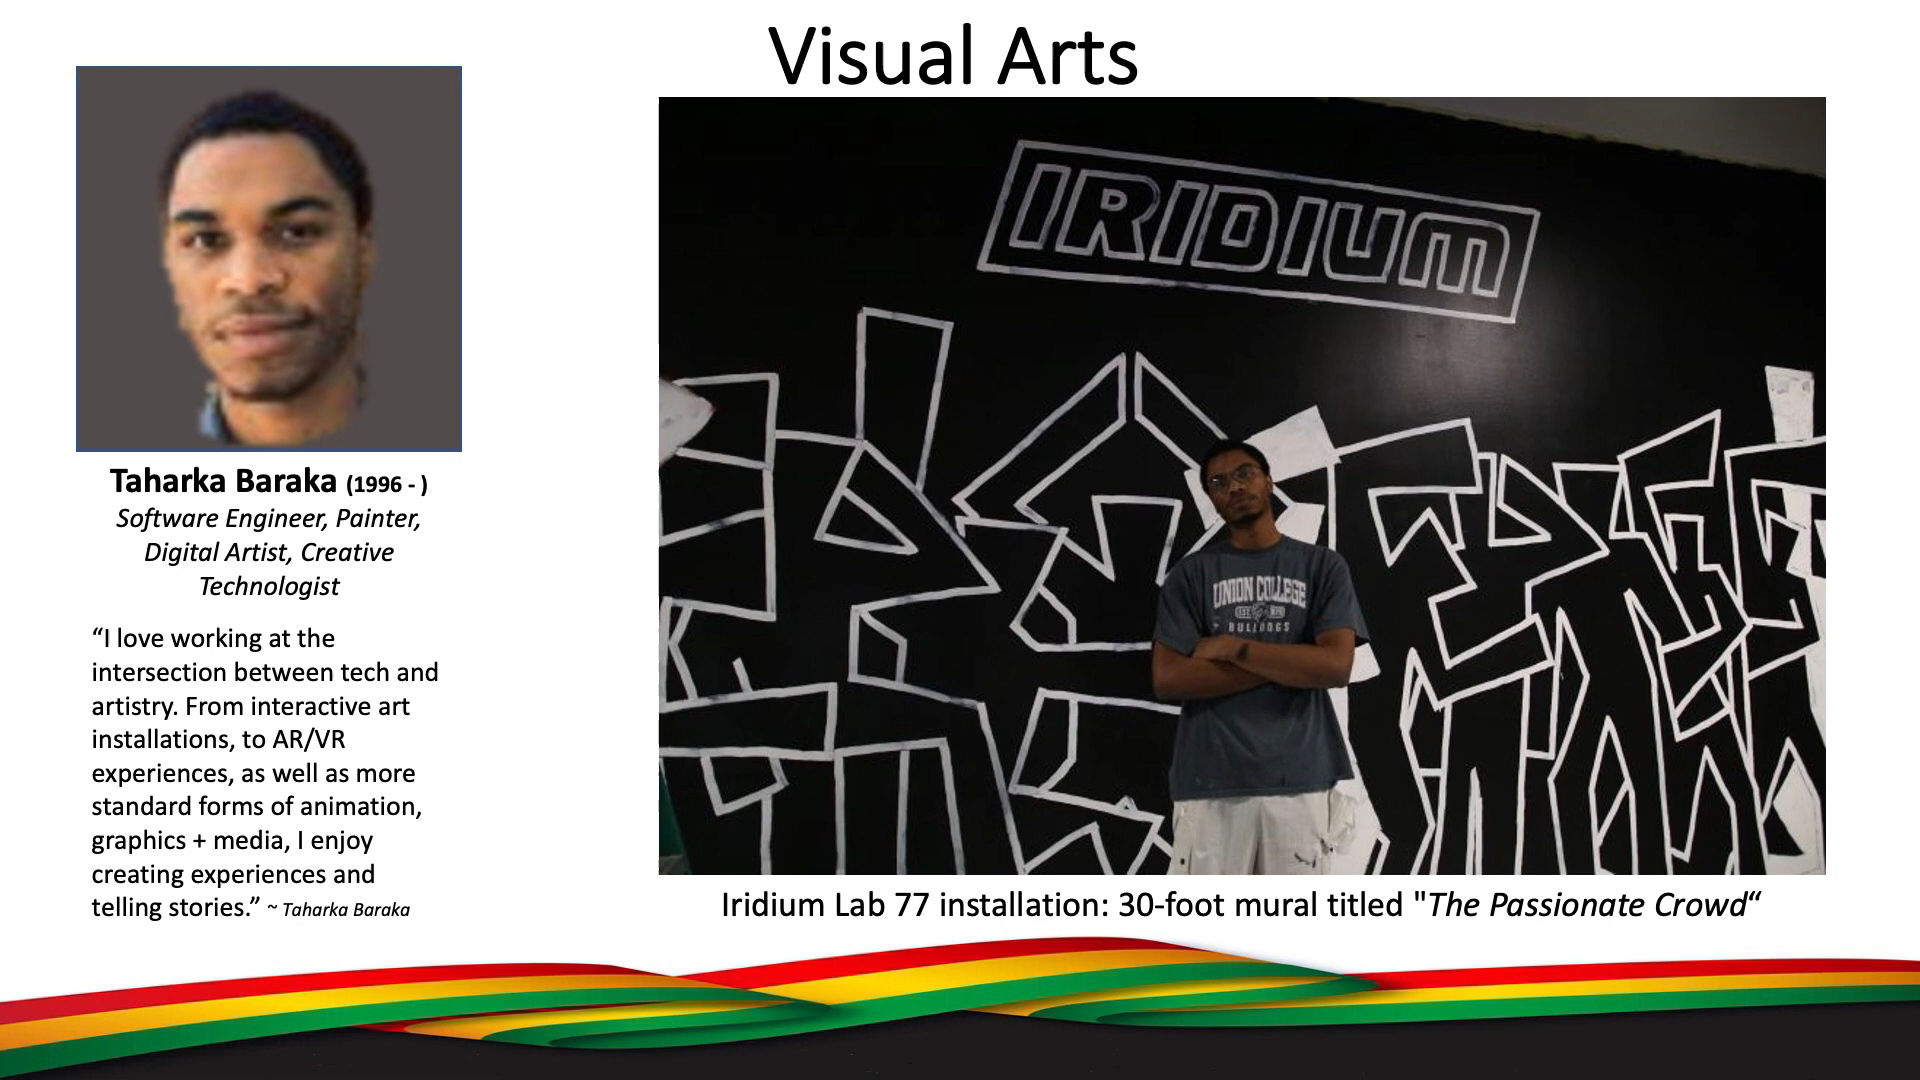 Visual Arts
Taharka Baraka (1996 - )
Software Engineer, Painter,
Digital Artist, Creative
Technologist
“I love working at the
intersection between tech and
artistry. From interactive art
installations, to AR/VR
experiences, as well as more
standard forms of animation,
graphics + media, I enjoy
creating experiences and
telling stories.” ~ Taharka Baraka
IRIDIUM
UNION COLLEGE
BULLDOGS
Iridium Lab 77 installation: 30-foot mural titled "The Passionate Crowd“